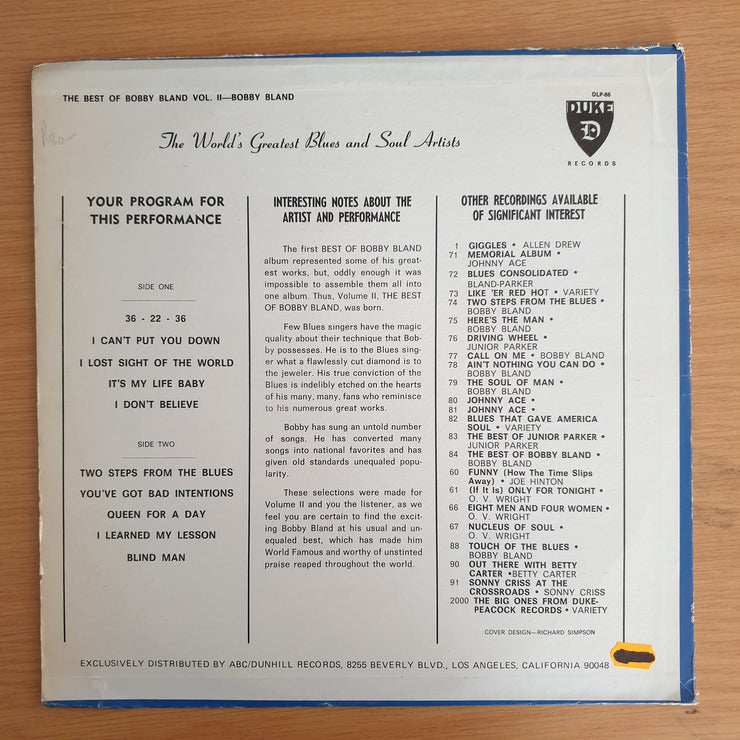 THE BEST OF BOBBY BLAND VOL. II—BOBBY BLAND
DLP-86
DUKE
D
RECORDS
The World's Greatest Blues and Soul Artists
YOUR PROGRAM FOR
THIS PERFORMANCE
SIDE ONE
36 - 22 - 36
I CAN'T PUT YOU DOWN
I LOST SIGHT OF THE WORLD
IT'S MY LIFE BABY
I DON'T BELIEVE
SIDE TWO
TWO STEPS FROM THE BLUES
YOU'VE GOT BAD INTENTIONS
QUEEN FOR A DAY
I LEARNED MY LESSON
BLIND MAN
INTERESTING NOTES ABOUT THE
ARTIST AND PERFORMANCE
The first BEST OF BOBBY BLAND
album represented some of his great-
est works, but, oddly enough it was
impossible to assemble them all into
one album. Thus, Volume II, THE BEST
OF BOBBY BLAND, was born.
Few Blues singers have the magic
quality about their technique that Bob-
by possesses. He is to the Blues sing-
er what a flawlessly cut diamond is to
the jeweler. His true conviction of the
Blues is indelibly etched on the hearts
of his many, many, fans who reminisce
to his numerous great works.
Bobby has sung an untold number
of songs. He has converted many
songs into national favorites and has
given old standards unequaled popu-
larity.
These selections were made for
Volume II and you the listener, as we
feel you are certain to find the excit-
ing Bobby Bland at his usual and un-
equaled best, which has made him
World Famous and worthy of unstinted
praise reaped throughout the world.
OTHER RECORDINGS AVAILABLE
OF SIGNIFICANT INTEREST
1 GIGGLES • ALLEN DREW
71 MEMORIAL ALBUM •
JOHNNY ACE
72 BLUES CONSOLIDATED •
BLAND-PARKER
73 LIKE 'ER RED HOT • VARIETY
74 TWO STEPS FROM THE BLUES •
BOBBY BLAND
75 HERE'S THE MAN •
BOBBY BLAND
76 DRIVING WHEEL •
JUNIOR PARKER
77 CALL ON ME • BOBBY BLAND
78 AIN'T NOTHING YOU CAN DO •
BOBBY BLAND
79 THE SOUL OF MAN •
BOBBY BLAND
80 JOHNNY ACE •
81 JOHNNY ACE •
82 BLUES THAT GAVE AMERICA
SOUL • VARIETY
83 THE BEST OF JUNIOR PARKER •
JUNIOR PARKER
84 THE BEST OF BOBBY BLAND •
BOBBY BLAND
60 FUNNY (How The Time Slips
Away) • JOE HINTON
61 (If It Is) ONLY FOR TONIGHT •
O. V. WRIGHT
66 EIGHT MEN AND FOUR WOMEN •
O. V. WRIGHT
67 NUCLEUS OF SOUL •
O. V. WRIGHT
88 TOUCH OF THE BLUES •
BOBBY BLAND
90 OUT THERE WITH BETTY
CARTER •BETTY CARTER
91 SONNY CRISS AT THE
CROSSROADS • SONNY CRISS
2000 THE BIG ONES FROM DUKE-
PEACOCK RECORDS • VARIETY
COVER DESIGN—RICHARD SIMPSON
EXCLUSIVELY DISTRIBUTED BY ABC/DUNHILL RECORDS, 8255 BEVERLY BLVD., LOS ANGELES, CALIFORNIA 90048